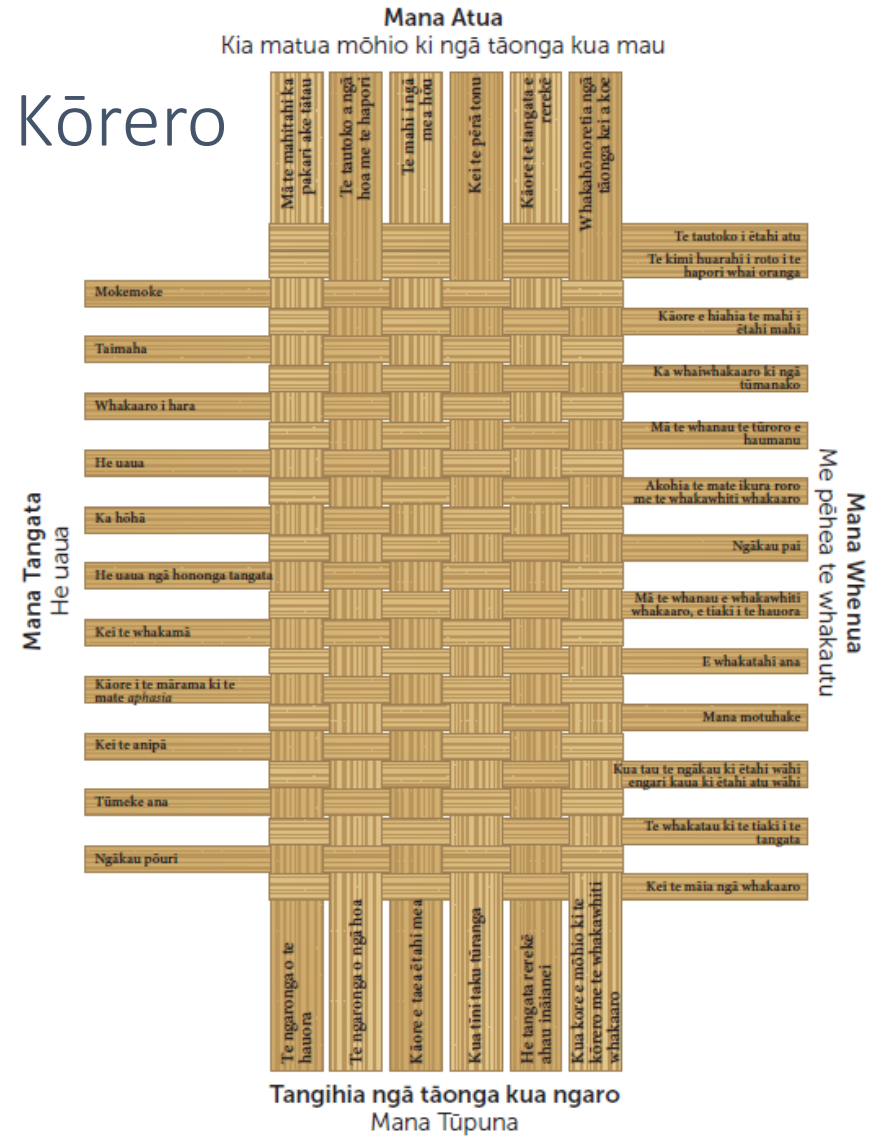 Mana Atua
Kia matua mōhio ki ngā tāonga kua mau
Kōrero
Mā te mahitahi ka
pakari ake tātau
Te tautoko a ngā
hoa me te hapori
Te mahi i ngā
mea hou
Kei te pērā tonu
Kāore te tangata e
rerekē
Whakahōnoretia ngā
tāonga kei a koe
Te tautoko i ētahi atu
Te kimi huarahi i roto i te
hapori whai oranga
Kāore e hiahia te mahi i
ētahi mahi
Ka whaiwhakaaro ki ngā
tūmanako
Mā te whanau te tūroro e
haumanu
Akohia te mate ikura roro
me te whakawhiti whakaaro
Ngākau pai
Mā te whanau e whakawhiti
whakaaro, e tiaki i te hauora
E whakatahi ana
Mana motuhake
Kua tau te ngākau ki ētahi wāhi
engari kaua ki ētahi atu wāhi
Te whakatau ki te tiaki i te
tangata
Kei te māia ngā whakaaro
Mana Whenua
Me pēhea te whakautu
Mana Tangata
He uaua
Mokemoke
Taimaha
Whakaaro i hara
He uaua
Ka hōhā
He uaua ngā hononga tangata
Kei te whakamā
Kāore i te mārama ki te
mate aphasia
Kei te anipā
Tūmeke ana
Ngākau pōuri
Te ngaronga o te
hauora
Te ngaronga o ngā hoa
Kāore e taea ētahi mea
Kua tīni taku tūranga
He tangata rerekē
ahau ināianei
Kua kore e mōhio ki te
kōrero me te whakawhiti
whakaaro
Tangihia ngā tāonga kua ngaro
Mana Tūpuna